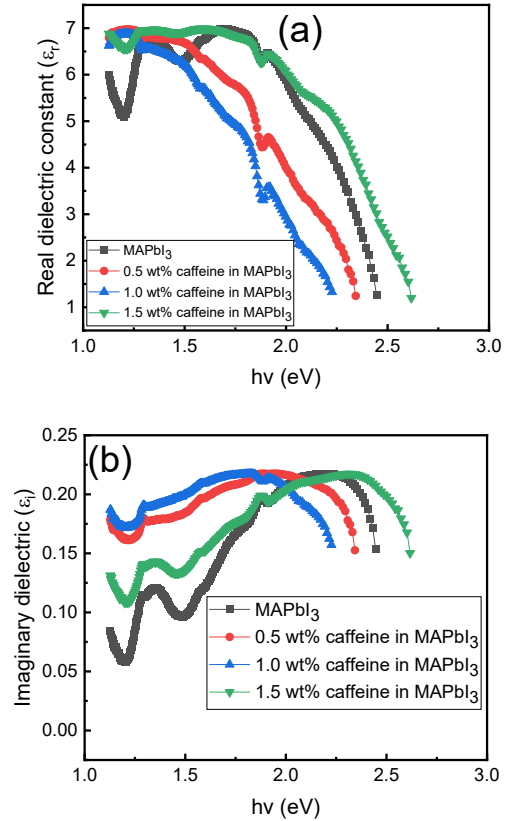 (a)
Real dielectric constant (εr)
7
6
5
4
3
2
1
MAPbI3
0.5 wt% caffeine in MAPbI3
1.0 wt% caffeine in MAPbI3
1.5 wt% caffeine in MAPbI3
1.0 1.5 2.0 2.5 3.0
hv (eV)
(b)
Imaginary dielectric (εi)
0.25
0.20
0.15
0.10
0.05
0.00
MAPbI3
0.5 wt% caffeine in MAPbI3
1.0 wt% caffeine in MAPbI3
1.5 wt% caffeine in MAPbI3
1.0 1.5 2.0 2.5 3.0
hv (eV)